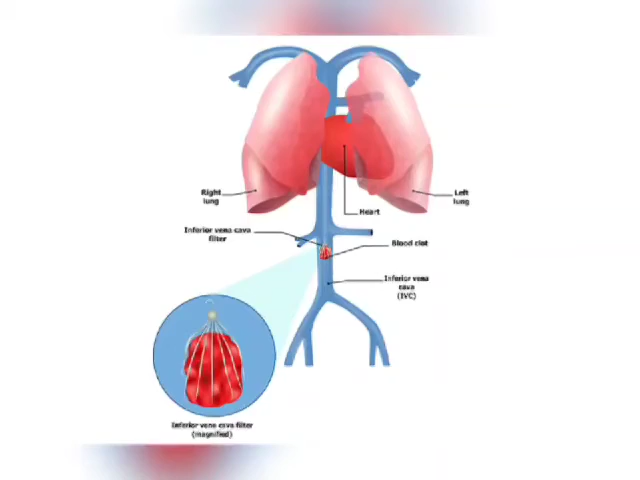 Right
lung
Left
lung
Heart
Inferior vena cava
filter
Blood clot
Inferior vena
cava
(IVC)
Inferior vena cava filter
(magnified)